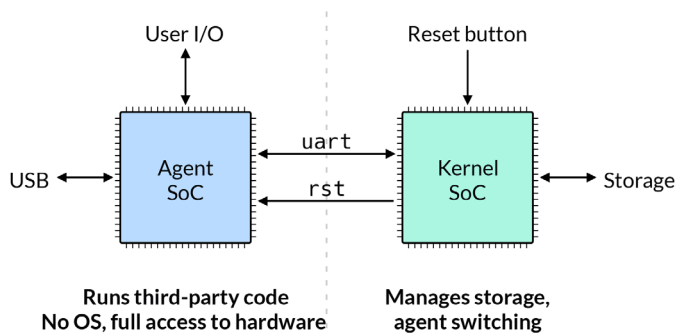 User I/O
Reset button
uart
Agent
SoC
Kernel
SoC
USB
Storage
rst
Runs third-party code
No OS, full access to hardware
Manages storage,
agent switching